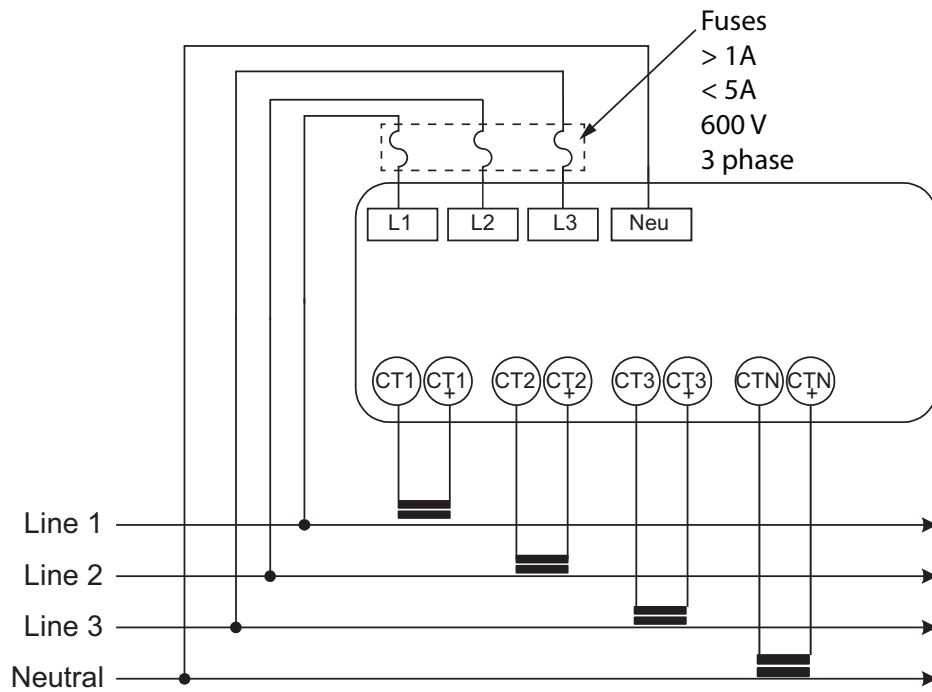 Fuses
> 1A
< 5A
600 V
3 phase
L1 L2 L3 Neu
CT1 CT1+ CT2 CT2+ CT3 CT3+ CTN CTN+
Line 1
Line 2
Line 3
Neutral